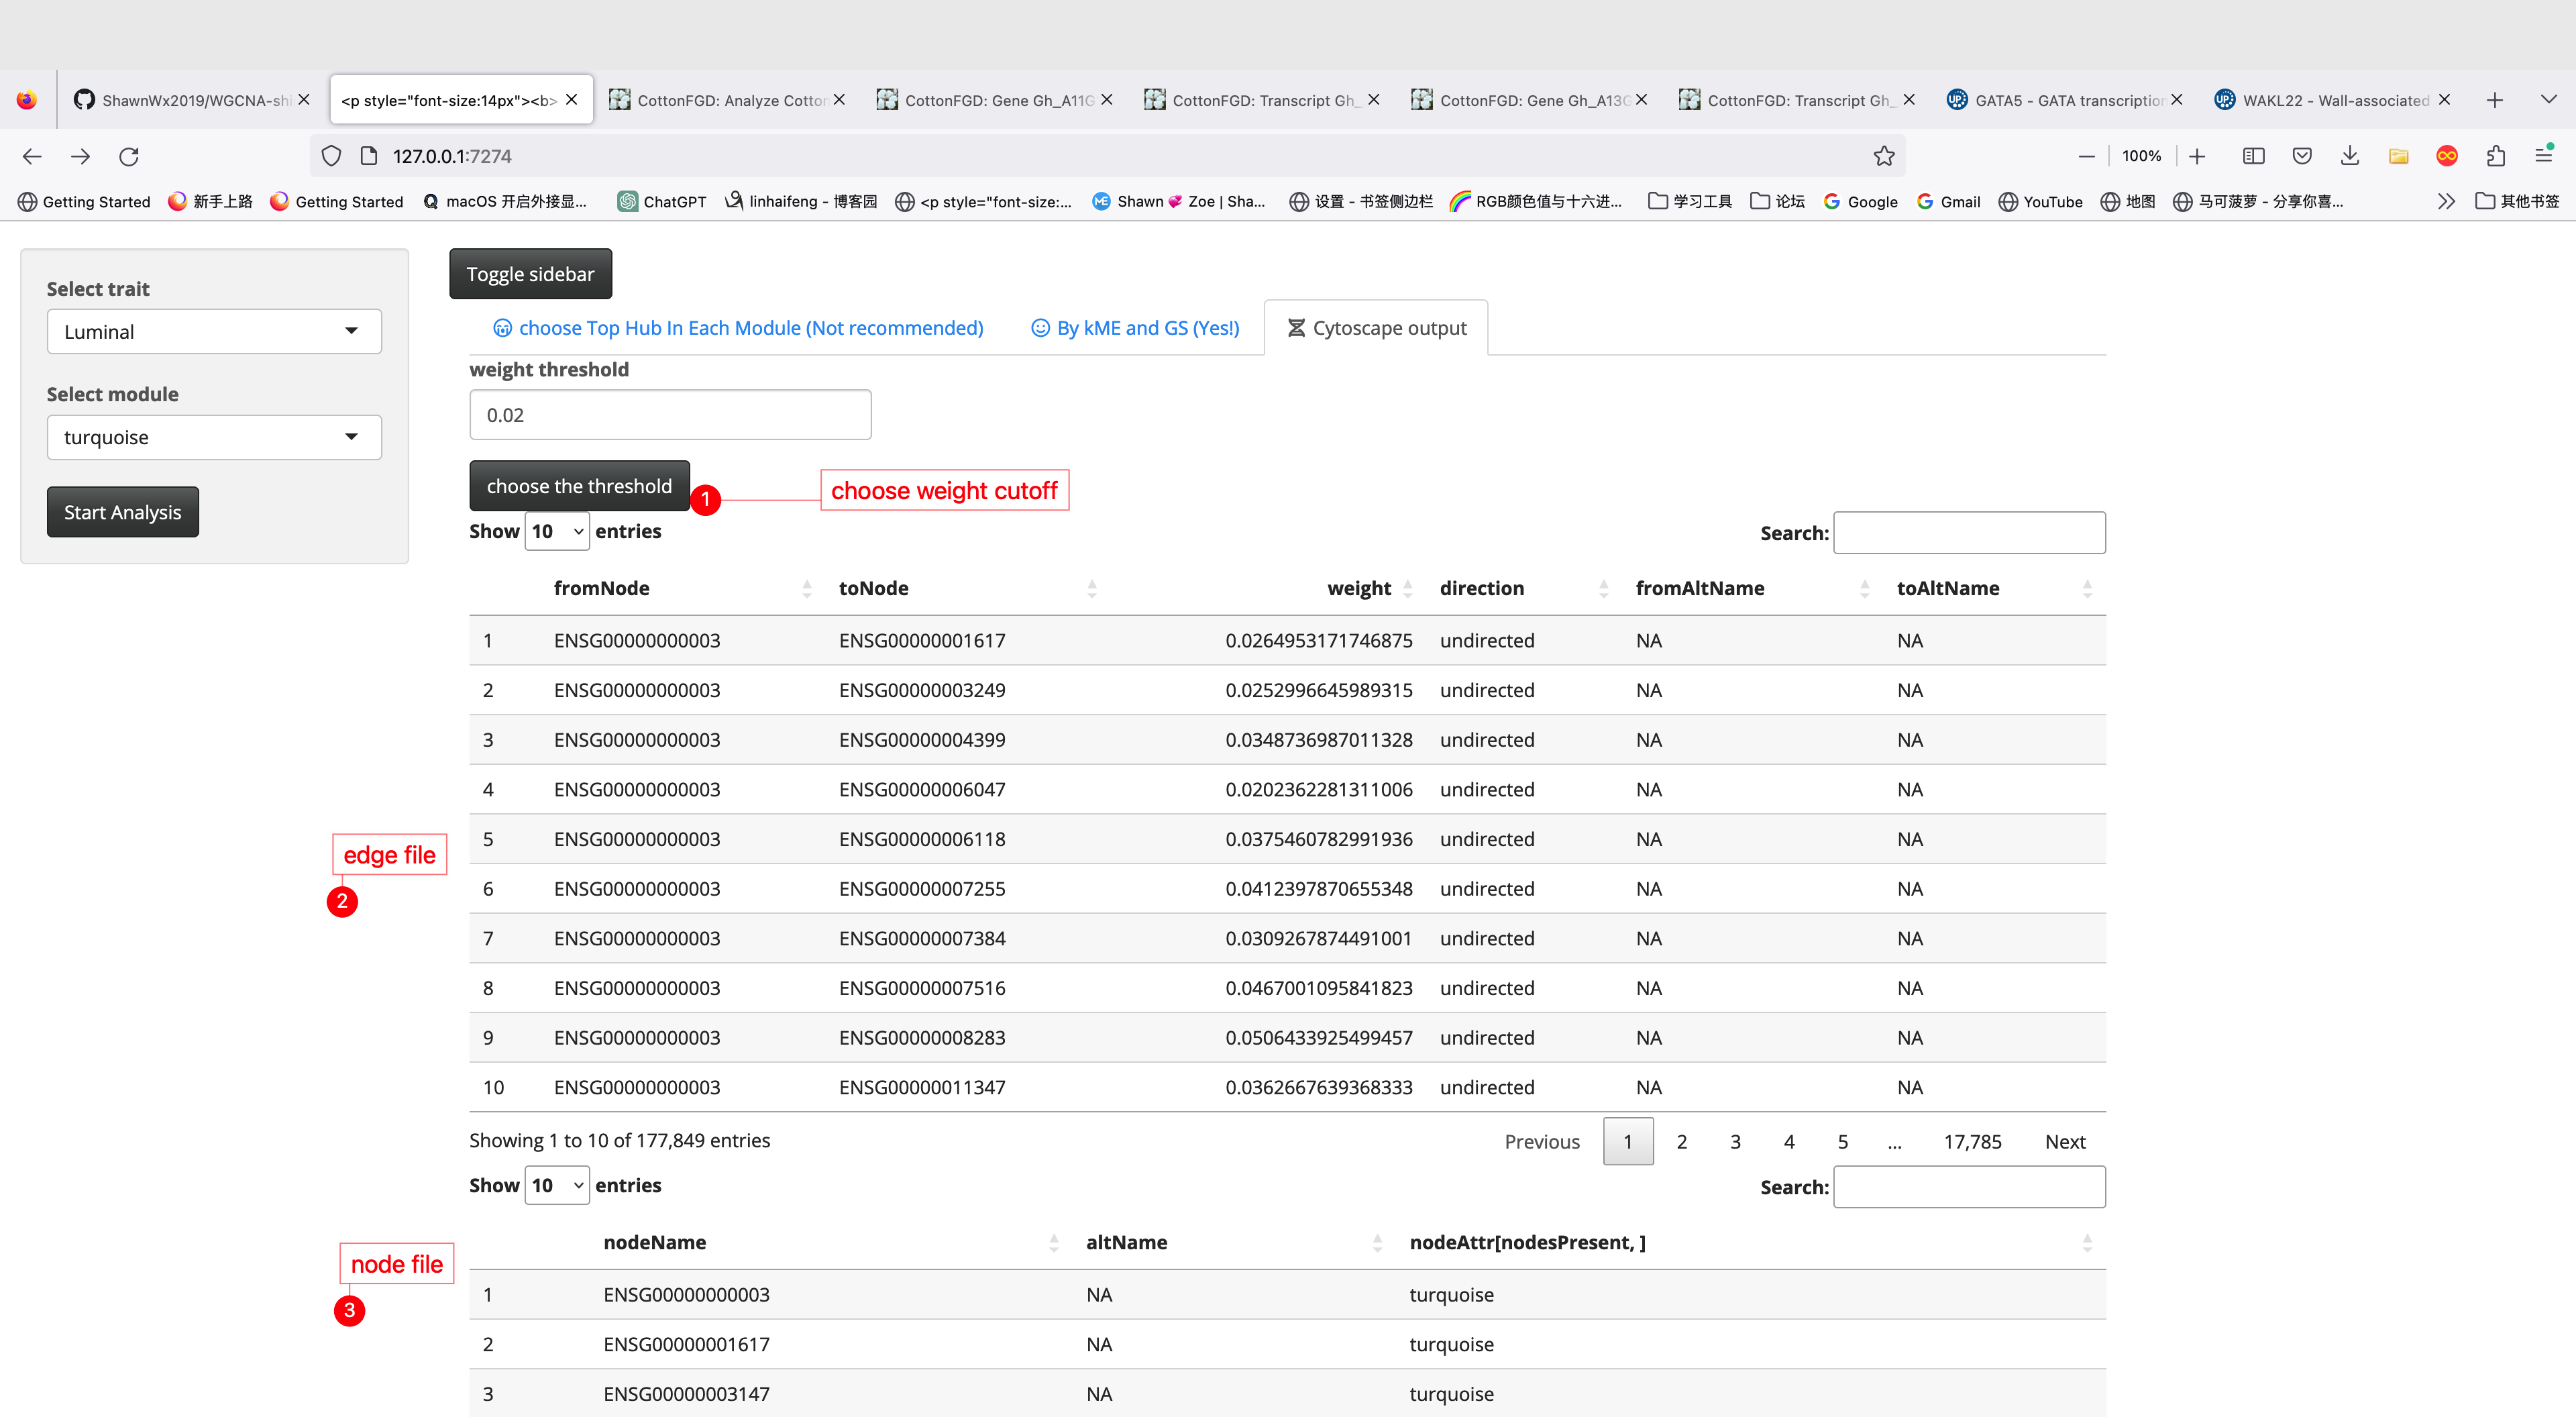 ShawnWx2019/WGCNA-shi
<p style="font-size:14px"><b>
CottonFGD: Analyze Cotton
CottonFGD: Gene Gh_A11G
CottonFGD: Transcript Gh_
CottonFGD: Gene Gh_A13G
CottonFGD: Transcript Gh_
GATA5 - GATA transcription
WAKL22 - Wall-associated
127.0.0.1:7274
100%
Getting Started 新手上路 Getting Started macOS 开启外接显... ChatGPT linhaifeng - 博客园 <p style="font-size:... Shawn 💞 Zoe | Sha... 设置 - 书签侧边栏 RGB颜色值与十六进... 学习工具 论坛 Google Gmail YouTube 地图 马可菠萝 - 分享你喜... 其他书签
Select trait
Luminal
Select module
turquoise
Start Analysis
Toggle sidebar
choose Top Hub In Each Module (Not recommended) By kME and GS (Yes!) Cytoscape output
weight threshold
0.02
choose the threshold
1 choose weight cutoff
Show 10 entries
Search:
fromNode toNode weight direction fromAltName toAltName
1 ENSG00000000003 ENSG00000001617 0.0264953171746875 undirected NA NA
2 ENSG00000000003 ENSG00000003249 0.0252996645989315 undirected NA NA
3 ENSG00000000003 ENSG00000004399 0.0348736987011328 undirected NA NA
4 ENSG00000000003 ENSG00000006047 0.0202362281311006 undirected NA NA
5 ENSG00000000003 ENSG00000006118 0.0375460782991936 undirected NA NA
6 ENSG00000000003 ENSG00000007255 0.0412397870655348 undirected NA NA
7 ENSG00000000003 ENSG00000007384 0.0309267874491001 undirected NA NA
8 ENSG00000000003 ENSG00000007516 0.0467001095841823 undirected NA NA
9 ENSG00000000003 ENSG00000008283 0.0506433925499457 undirected NA NA
10 ENSG00000000003 ENSG00000011347 0.0362667639368333 undirected NA NA
edge file
2
Showing 1 to 10 of 177,849 entries
Previous 1 2 3 4 5 ... 17,785 Next
Show 10 entries
Search:
nodeName altName nodeAttr[nodesPresent, ]
1 ENSG00000000003 NA turquoise
2 ENSG00000001617 NA turquoise
3 ENSG00000003147 NA turquoise
node file
3